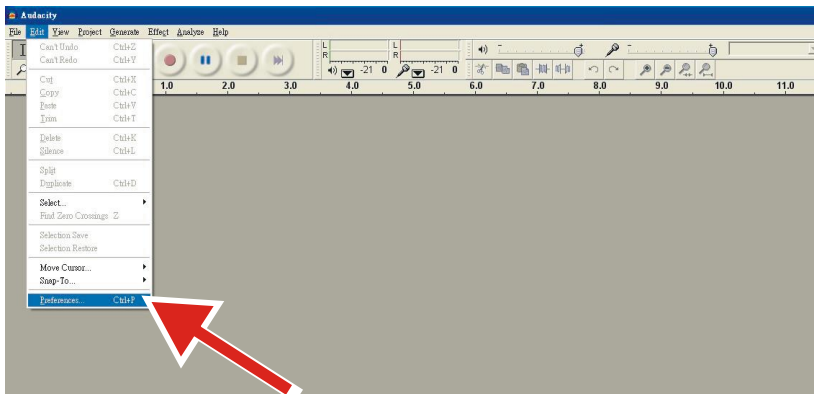 Audacity
File Edit View Project Generate Effect Analyze Help
Can't Undo Ctrl+Z
Can't Redo Ctrl+Y
Cut Ctrl+X
Copy Ctrl+C
Paste Ctrl+V
Trim Ctrl+T
Delete Ctrl+K
Silence Ctrl+L
Split
Duplicate Ctrl+D
Select...
Find Zero Crossings Z
Selection Save
Selection Restore
Move Cursor...
Snap-To...
Preferences... Ctrl+P
L
R
-21 0
L
R
-21 0
1.0 2.0 3.0 4.0 5.0 6.0 7.0 8.0 9.0 10.0 11.0